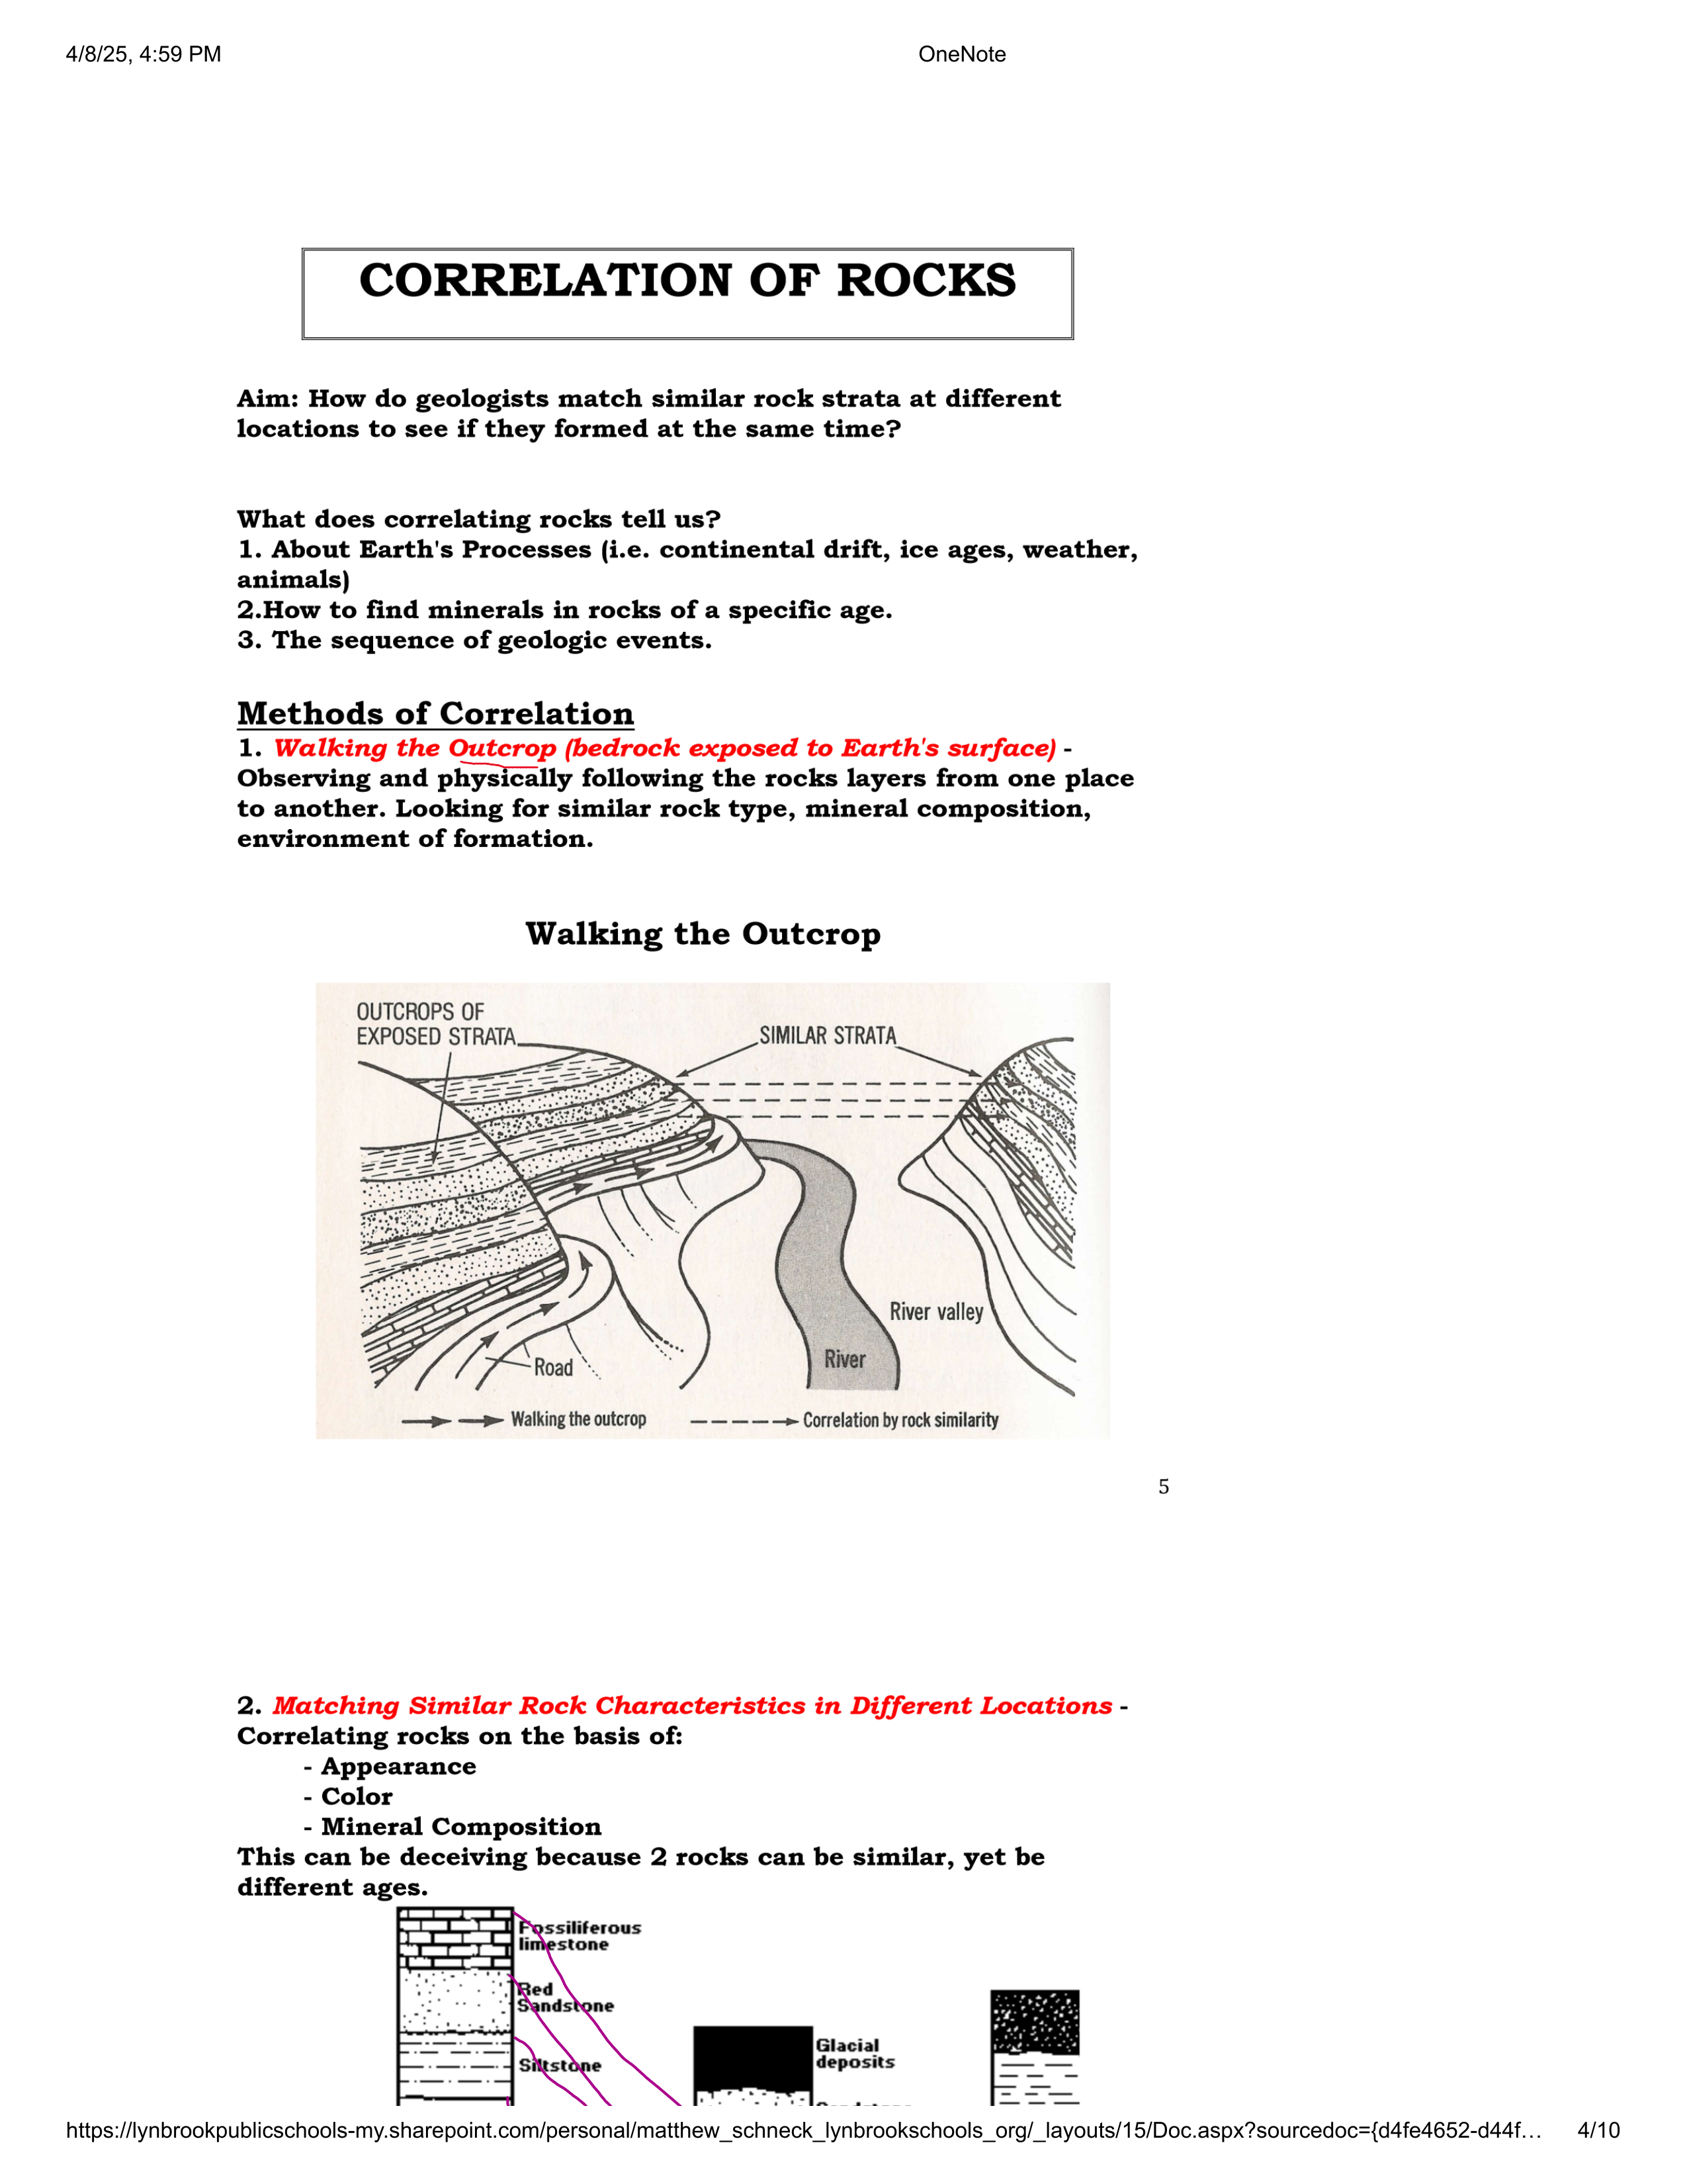 4/8/25, 4:59 PM
OneNote
CORRELATION OF ROCKS
Aim: How do geologists match similar rock strata at different
locations to see if they formed at the same time?
What does correlating rocks tell us?
1. About Earth's Processes (i.e. continental drift, ice ages, weather,
animals)
2.How to find minerals in rocks of a specific age.
3. The sequence of geologic events.
Methods of Correlation
1. Walking the Outcrop (bedrock exposed to Earth's surface) -
Observing and physically following the rocks layers from one place
to another. Looking for similar rock type, mineral composition,
environment of formation.
Walking the Outcrop
OUTCROPS OF
EXPOSED STRATA
SIMILAR STRATA
River valley
River
Road
Walking the outcrop
Correlation by rock similarity
5
2. Matching Similar Rock Characteristics in Different Locations -
Correlating rocks on the basis of:
- Appearance
- Color
- Mineral Composition
This can be deceiving because 2 rocks can be similar, yet be
different ages.
Fossiliferous
limestone
Red
Sandstone
Siltstone
Glacial
deposits
https://lynbrookpublicschools-my.sharepoint.com/personal/matthew_schneck_lynbrookschools_org/_layouts/15/Doc.aspx?sourcedoc={d4fe4652-d44f…
4/10